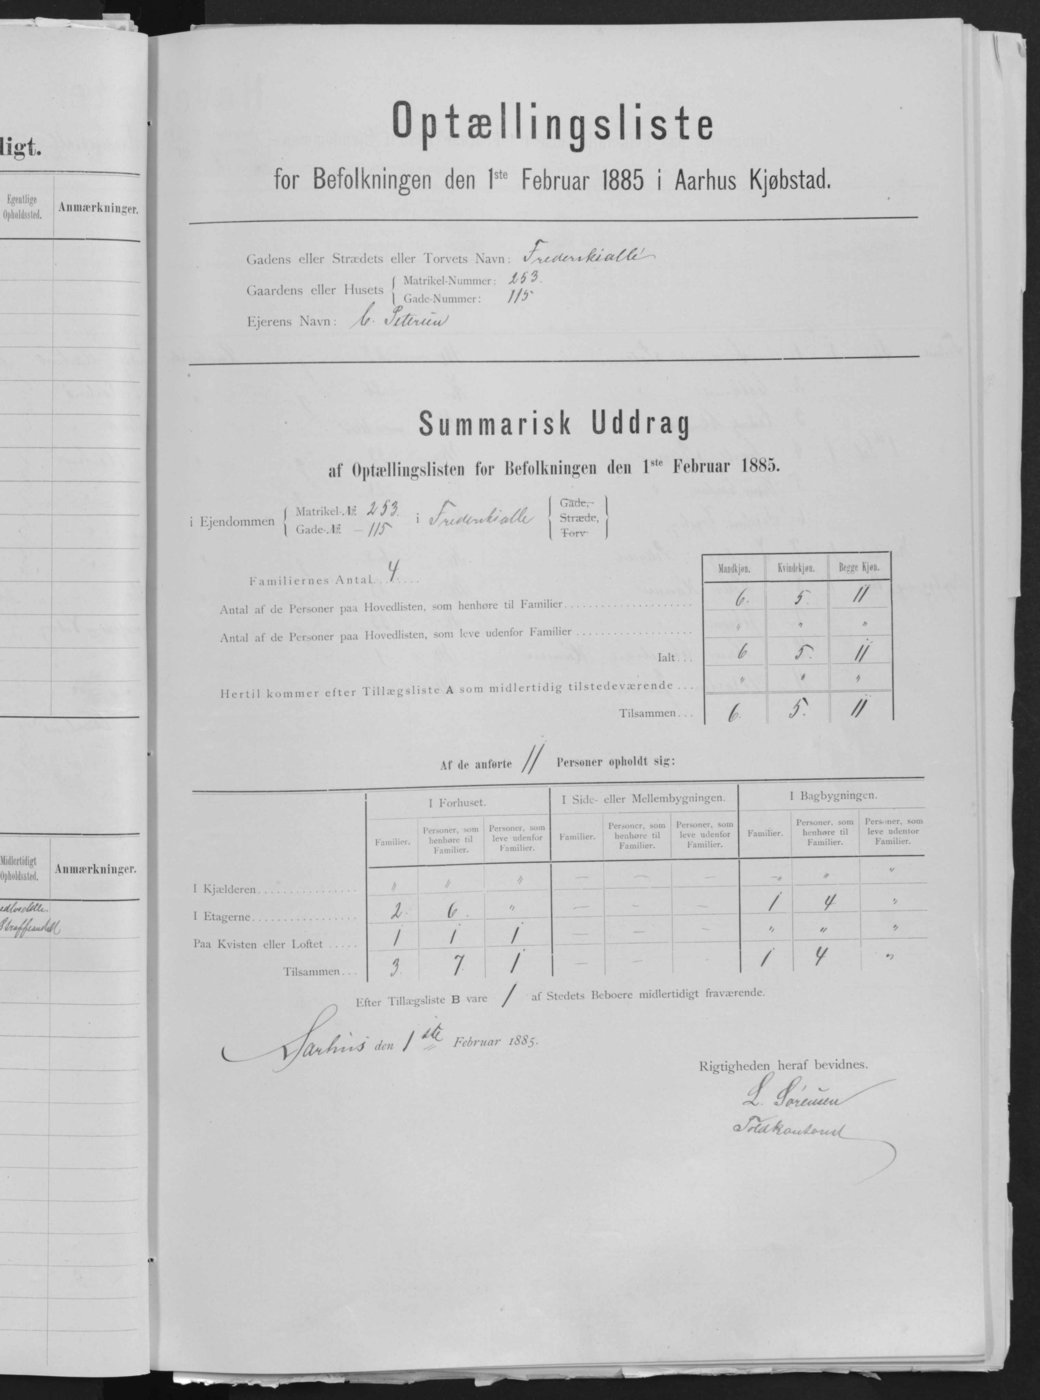 ligt.
Egentlige Opholdssted.
Anmærkninger.
Midlertidigt Opholdssted.
Anmærkninger.
Optællingsliste
for Befolkningen den 1ste Februar 1885 i Aarhus Kjøbstad.
Gadens eller Strædets eller Torvets Navn: Frederiksallé
Gaardens eller Husets { Matrikel-Nummer: 253.
Gade-Nummer: 115
Ejerens Navn: C. Petersen
Summarisk Uddrag
af Optællingslisten for Befolkningen den 1ste Februar 1885.
i Ejendommen { Matrikel-№ 253 i Frederiksalle { Gade,
Gade-№ – 115 Stræde,
Torv
Mandkjøn. Kvindekjøn. Begge Kjøn.
Familiernes Antal... 4 ....
Antal af de Personer paa Hovedlisten, som henhøre til Familier 6. 5. 11
Antal af de Personer paa Hovedlisten, som leve udenfor Familier " " "
Ialt... 6 5. 11
Hertil kommer efter Tillægsliste A som midlertidig tilstedeværende ... " " "
Tilsammen... 6. 5. 11
Af de anførte 11 Personer opholdt sig:
I Forhuset. I Side- eller Mellembygningen. I Bagbygningen.
Familier. Personer, som henhøre til Familier. Personer, som leve udenfor Familier. Familier. Personer, som henhøre til Familier. Personer, som leve udenfor Familier. Familier. Personer, som henhøre til Familier. Personer, som leve udenfor Familier.
I Kjælderen " " " — — — " " "
I Etagerne 2. 6. " — — — 1 4 "
Paa Kvisten eller Loftet 1 1 1 — — — " " "
Tilsammen... 3. 7. 1 — — — 1 4 "
Efter Tillægsliste B vare 1 af Stedets Beboere midlertidigt fraværende.
Aarhus den 1ste Februar 1885.
Rigtigheden heraf bevidnes.
L. Sørensen